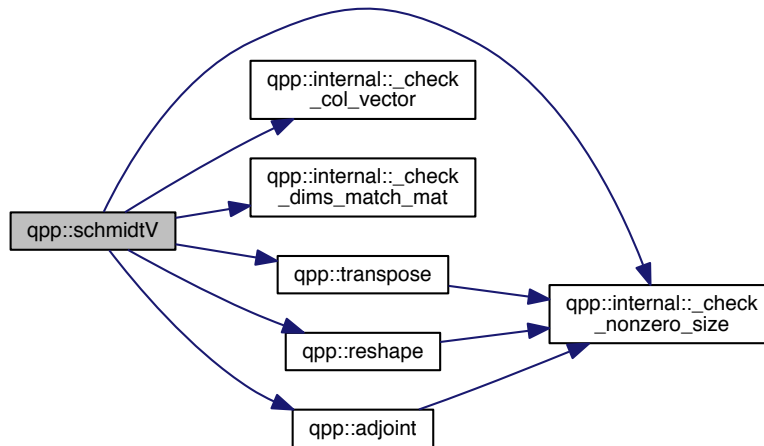 qpp::schmidtV
qpp::internal::_check
_col_vector
qpp::internal::_check
_dims_match_mat
qpp::transpose
qpp::reshape
qpp::adjoint
qpp::internal::_check
_nonzero_size